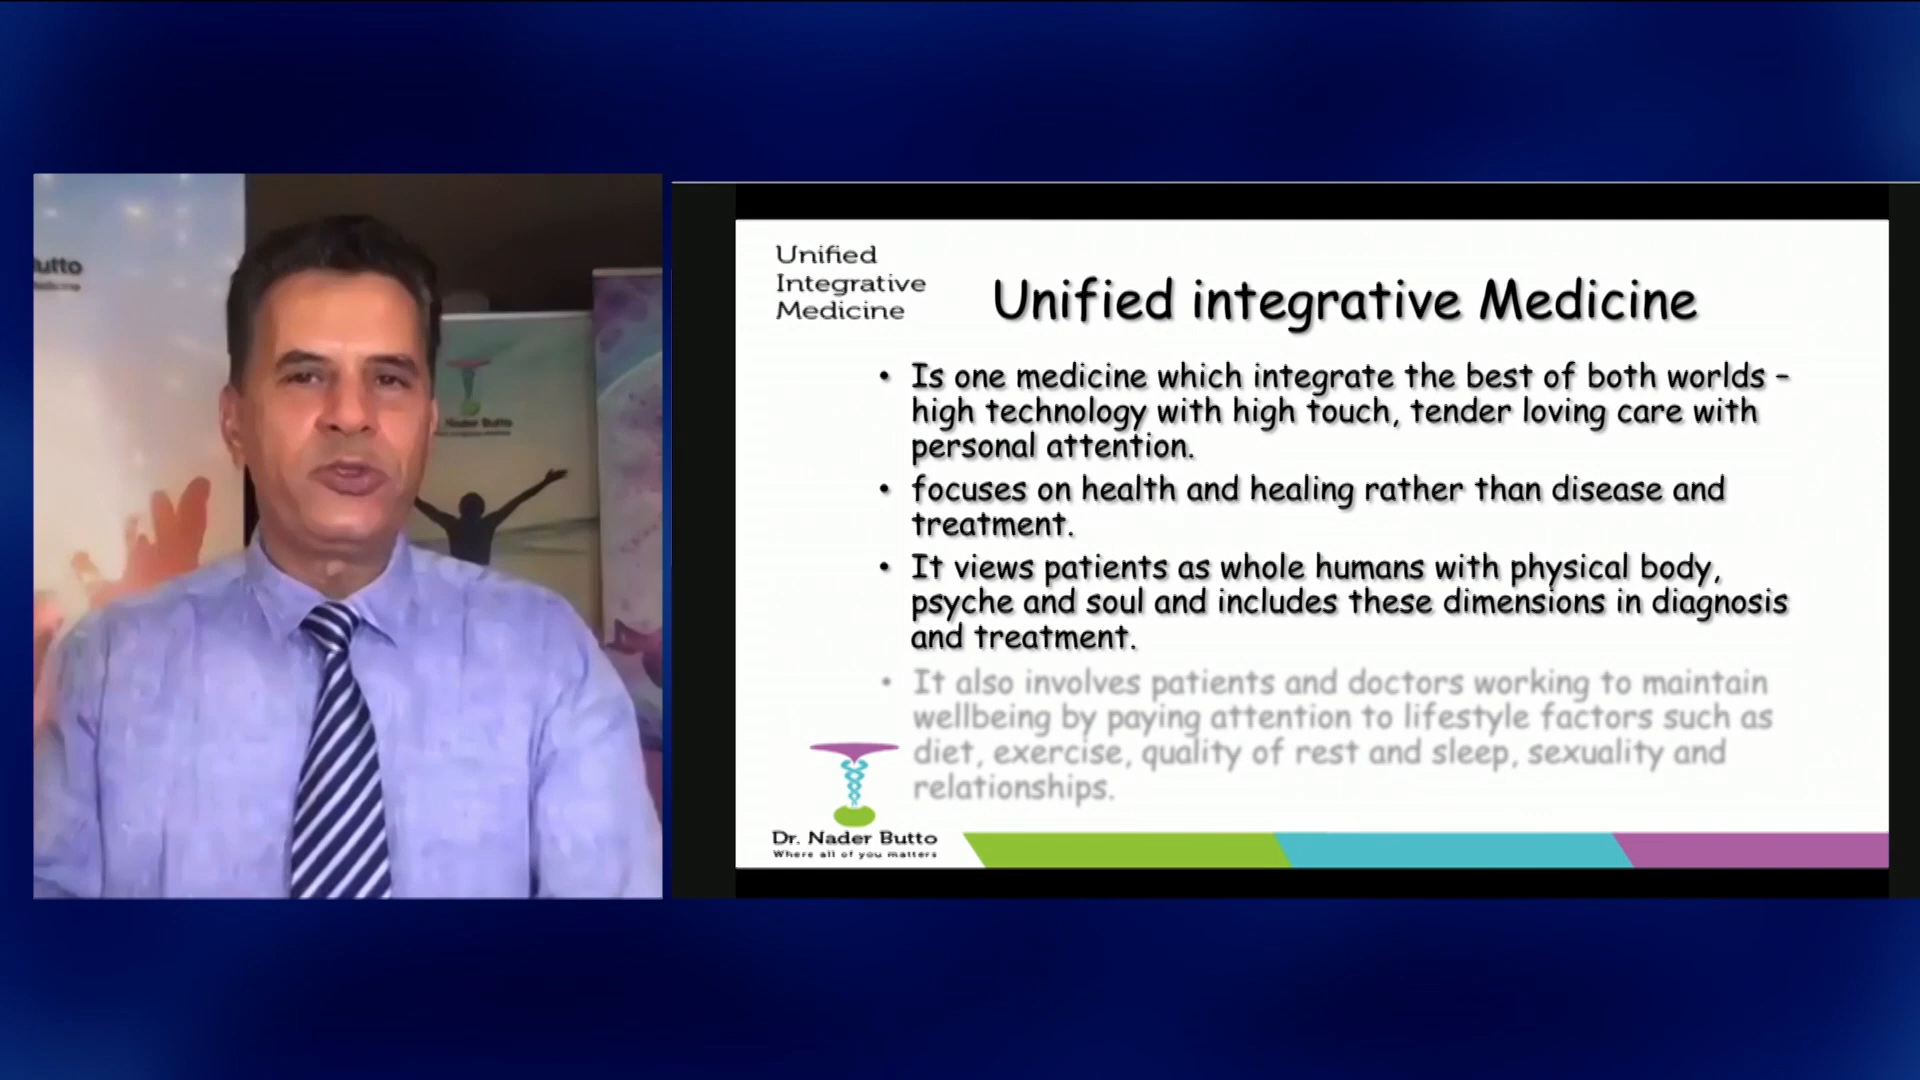 utto
Nader Butto
Unified
Integrative
Medicine
Unified integrative Medicine
• Is one medicine which integrate the best of both worlds –
high technology with high touch, tender loving care with
personal attention.
• focuses on health and healing rather than disease and
treatment.
• It views patients as whole humans with physical body,
psyche and soul and includes these dimensions in diagnosis
and treatment.
• It also involves patients and doctors working to maintain
wellbeing by paying attention to lifestyle factors such as
diet, exercise, quality of rest and sleep, sexuality and
relationships.
Dr. Nader Butto
Where all of you matters